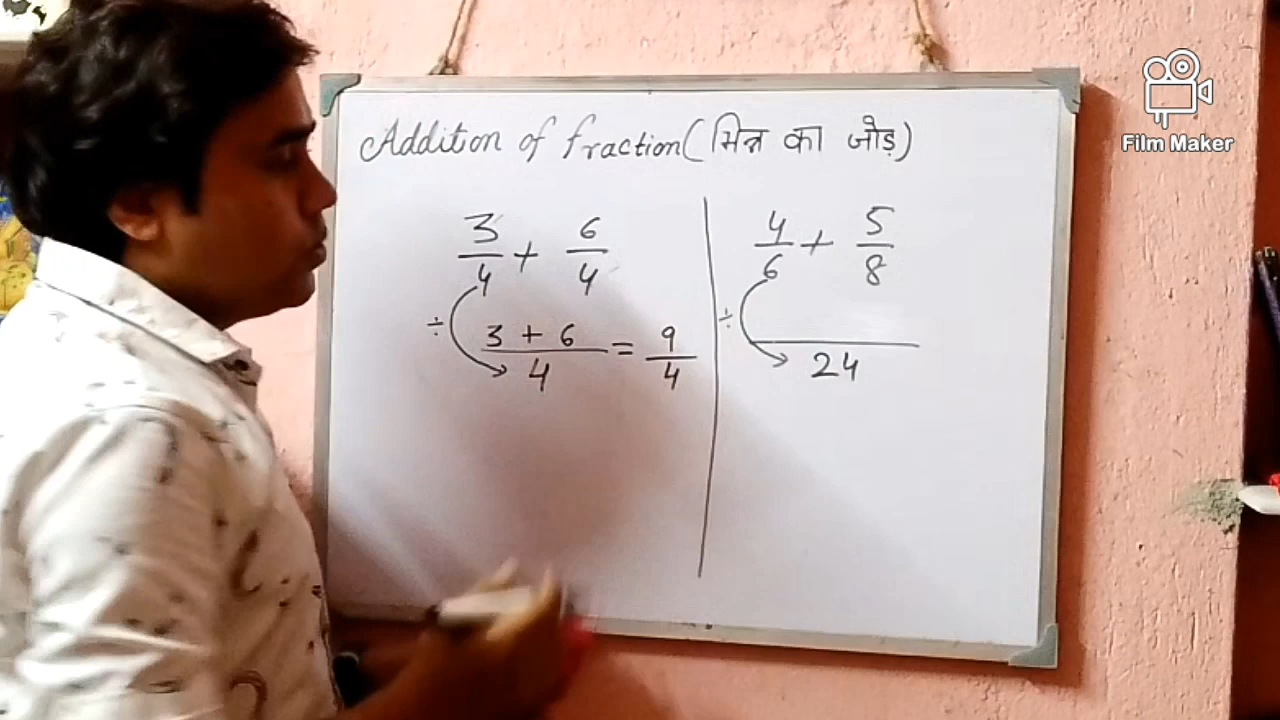 Addition of fraction (भिन्न का जोड़)
3/4 + 6/4
÷ (3 + 6)/4 = 9/4
4/6 + 5/8
÷ /24
Film Maker